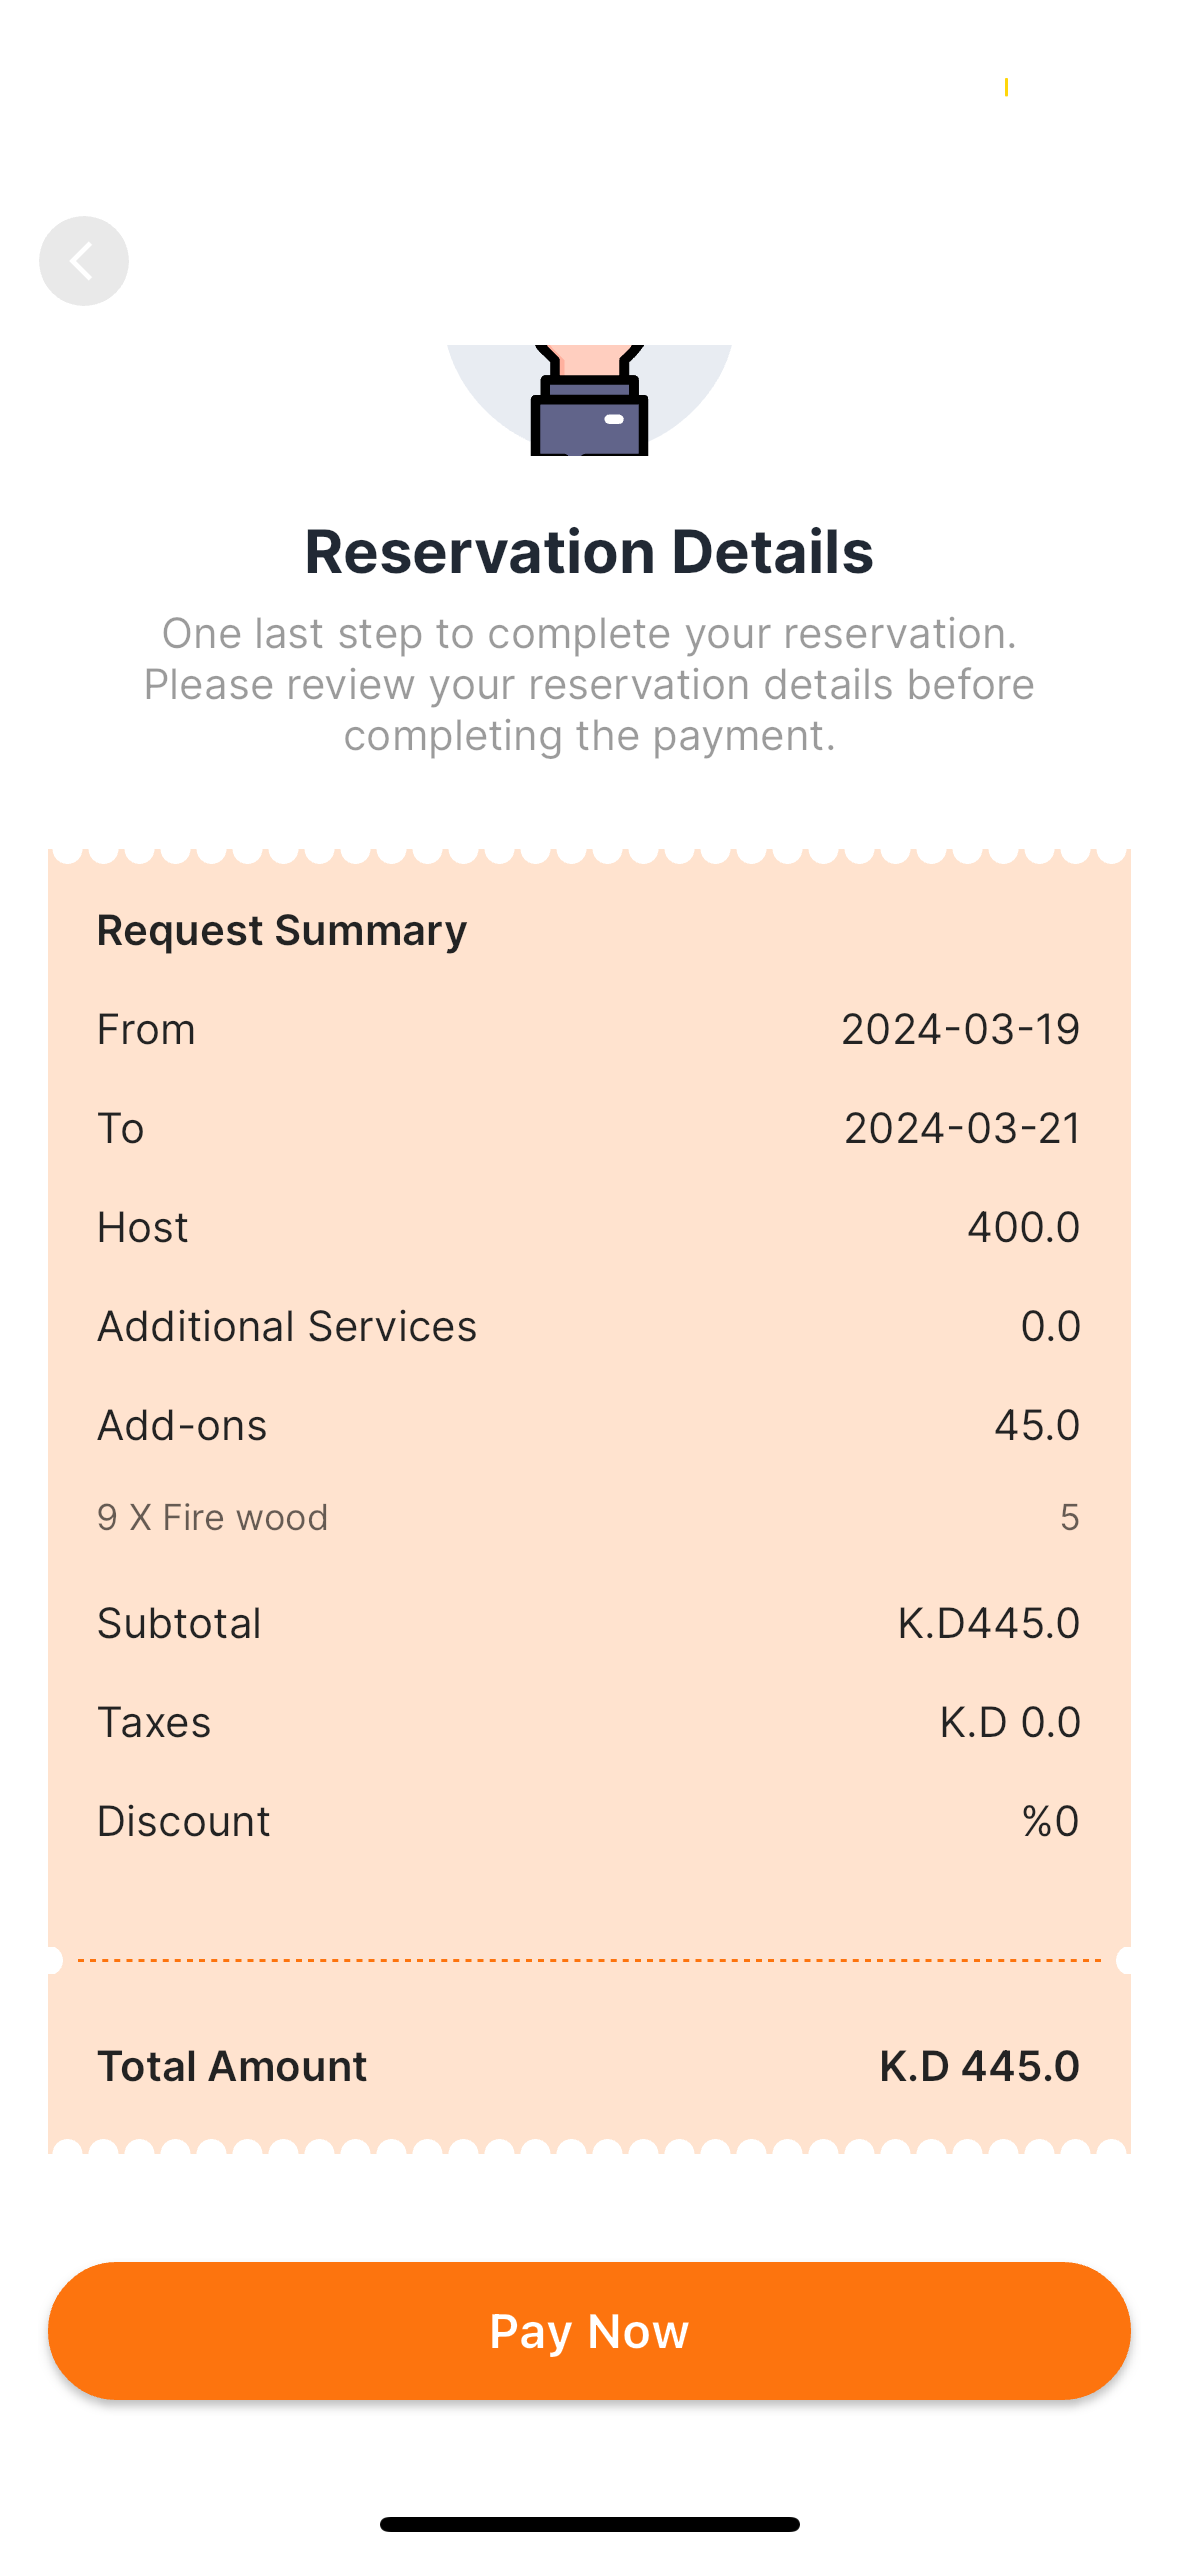 Reservation Details
One last step to complete your reservation.
Please review your reservation details before
completing the payment.
Request Summary
From 2024-03-19
To 2024-03-21
Host 400.0
Additional Services 0.0
Add-ons 45.0
9 X Fire wood 5
Subtotal K.D445.0
Taxes K.D 0.0
Discount %0
Total Amount K.D 445.0
Pay Now